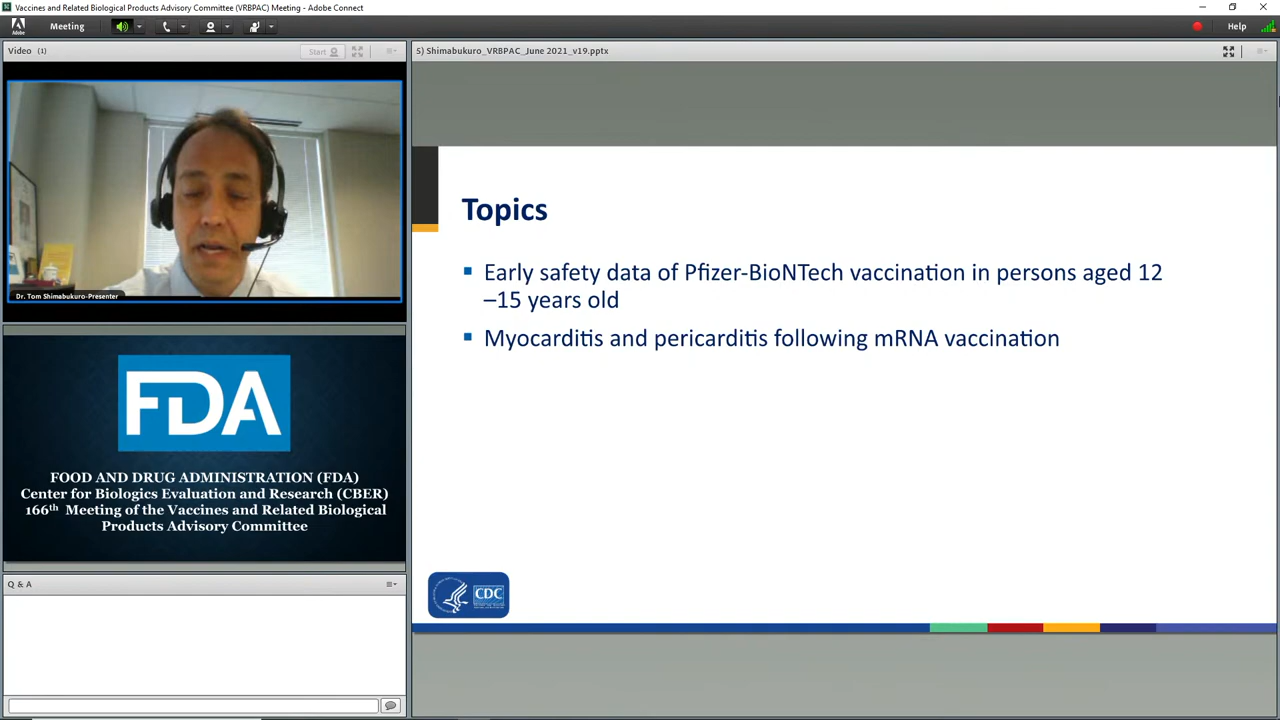 Vaccines and Related Biological Products Advisory Committee (VRBPAC) Meeting - Adobe Connect
Adobe
Meeting
Help
Video (1)
Start
Dr. Tom Shimabukuro-Presenter
FDA
FOOD AND DRUG ADMINISTRATION (FDA)
Center for Biologics Evaluation and Research (CBER)
166th Meeting of the Vaccines and Related Biological
Products Advisory Committee
Q & A
5) Shimabukuro_VRBPAC_June 2021_v19.pptx
Topics
▪ Early safety data of Pfizer-BioNTech vaccination in persons aged 12
–15 years old
▪ Myocarditis and pericarditis following mRNA vaccination
CDC